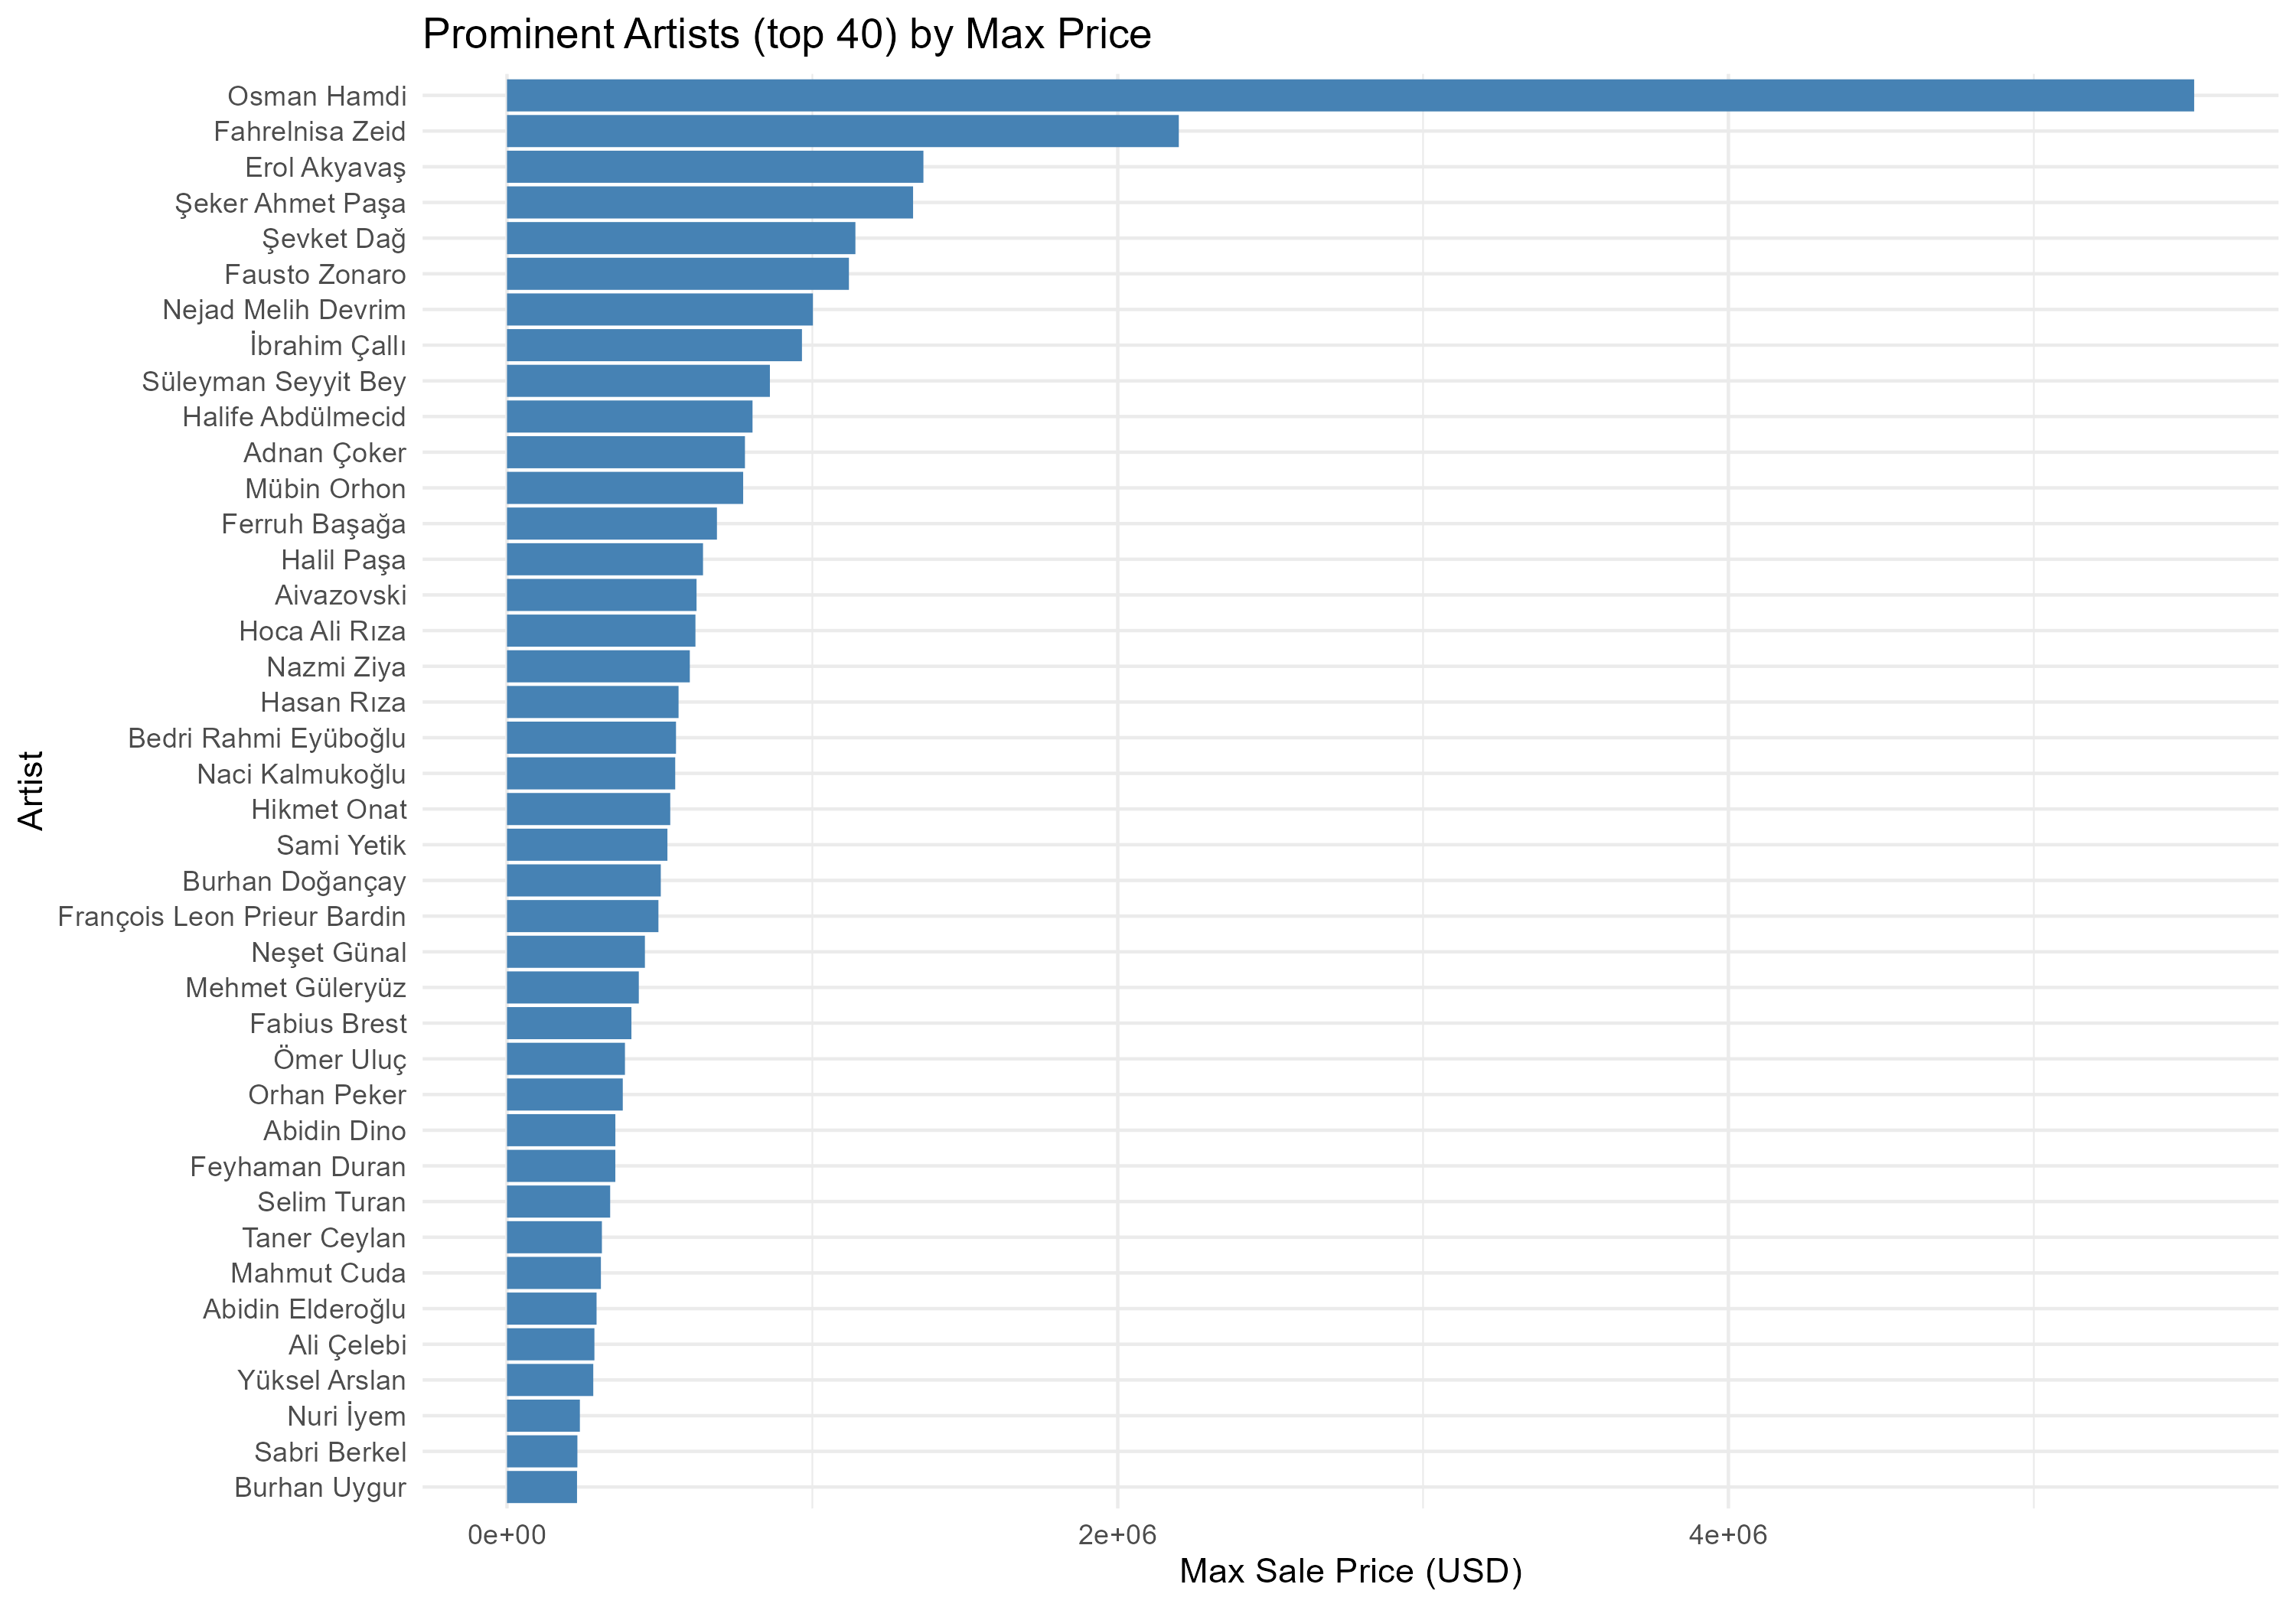 Prominent Artists (top 40) by Max Price
Osman Hamdi
Fahrelnisa Zeid
Erol Akyavaş
Şeker Ahmet Paşa
Şevket Dağ
Fausto Zonaro
Nejad Melih Devrim
İbrahim Çallı
Süleyman Seyyit Bey
Halife Abdülmecid
Adnan Çoker
Mübin Orhon
Ferruh Başağa
Halil Paşa
Aivazovski
Hoca Ali Rıza
Nazmi Ziya
Hasan Rıza
Bedri Rahmi Eyüboğlu
Naci Kalmukoğlu
Hikmet Onat
Sami Yetik
Burhan Doğançay
François Leon Prieur Bardin
Neşet Günal
Mehmet Güleryüz
Fabius Brest
Ömer Uluç
Orhan Peker
Abidin Dino
Feyhaman Duran
Selim Turan
Taner Ceylan
Mahmut Cuda
Abidin Elderoğlu
Ali Çelebi
Yüksel Arslan
Nuri İyem
Sabri Berkel
Burhan Uygur
Artist
0e+00 2e+06 4e+06
Max Sale Price (USD)